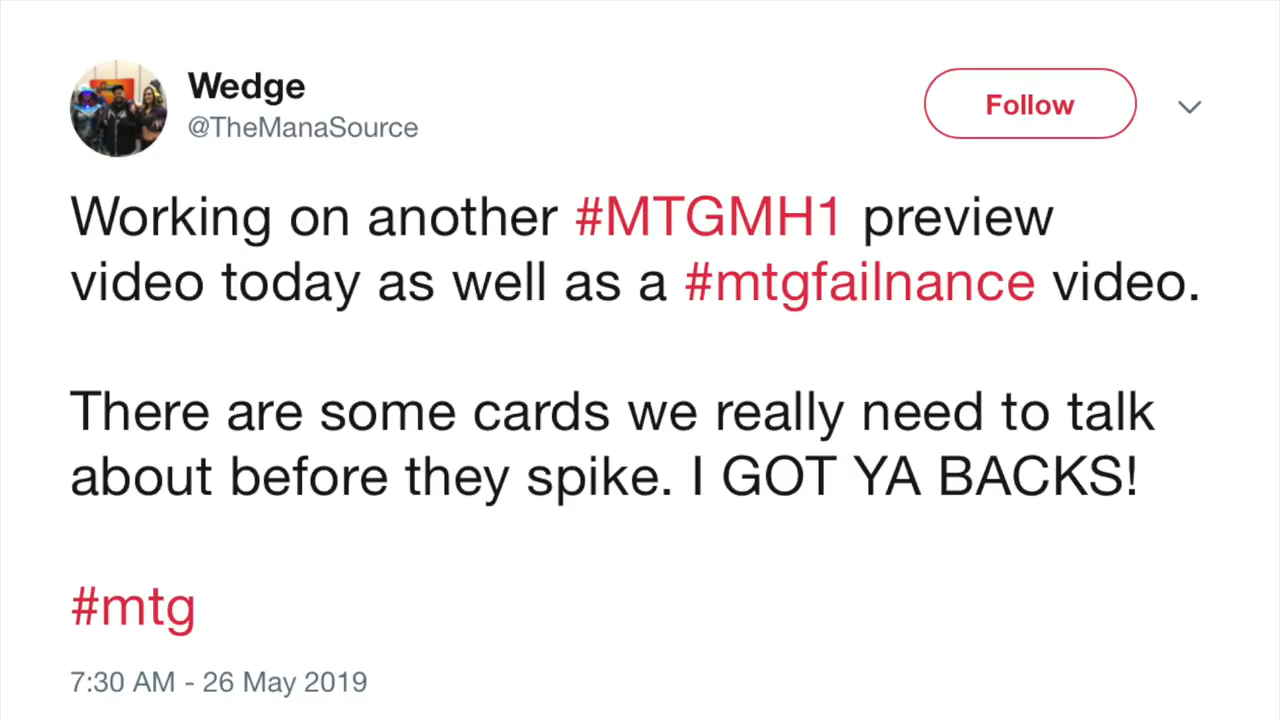 Wedge
@TheManaSource
Follow
Working on another #MTGMH1 preview
video today as well as a #mtgfailnance video.
There are some cards we really need to talk
about before they spike. I GOT YA BACKS!
#mtg
7:30 AM - 26 May 2019